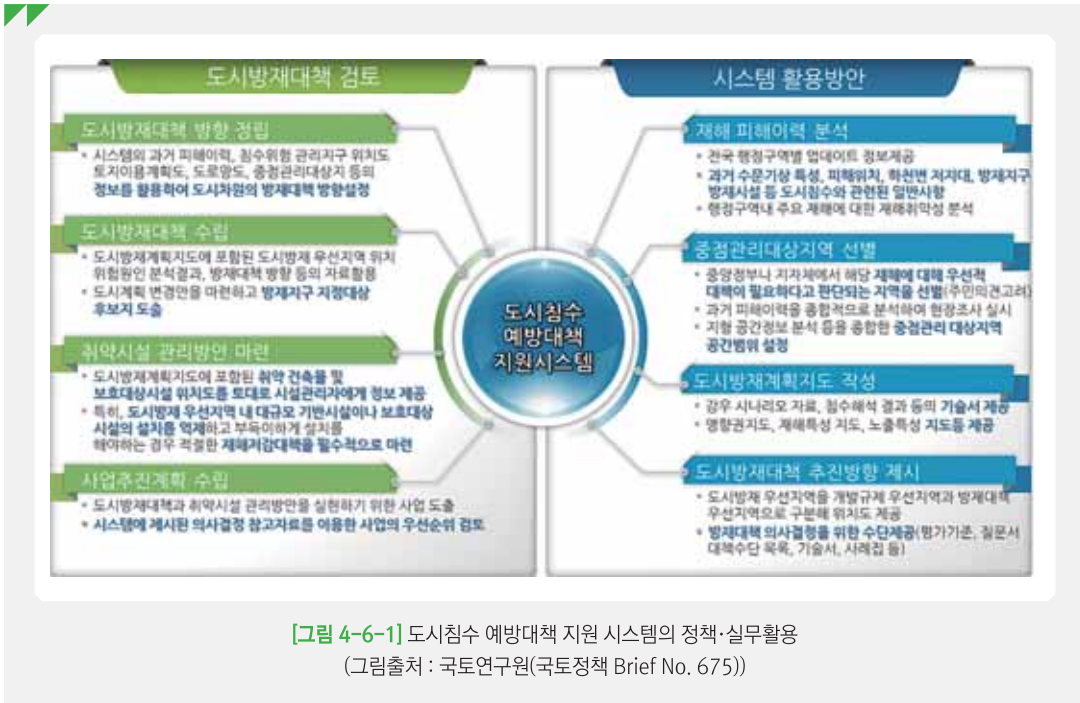 도시방재대책 검토
도시방재대책 방향 정립
• 시스템의 과거 피해이력, 침수위험 관리지구 위치도
토지이용계획도, 도로망도, 중점관리대상지 등의
정보를 활용하여 도시차원의 방재대책 방향설정
도시방재대책 수립
• 도시방재계획지도에 포함된 도시방재 우선지역 위치
위험원인 분석결과, 방재대책 방향 등의 자료활용
• 도시계획 변경안을 마련하고 방재지구 지정대상
후보지 도출
취약시설 관리방안 마련
• 도시방재계획지도에 포함된 취약 건축물 및
보호대상시설 위치도를 토대로 시설관리자에게 정보 제공
• 특히, 도시방재 우선지역 내 대규모 기반시설이나 보호대상
시설의 설치를 억제하고 부득이하게 설치를
해야하는 경우 적절한 재해저감대책을 필수적으로 마련
사업추진계획 수립
• 도시방재대책과 취약시설 관리방안을 실현하기 위한 사업 도출
• 시스템에 제시된 의사결정 참고자료를 이용한 사업의 우선순위 검토
도시침수
예방대책
지원시스템
시스템 활용방안
재해 피해이력 분석
• 전국 행정구역별 업데이트 정보제공
• 과거 수문기상 특성, 피해위치, 하천변 저지대, 방재지구
방재시설 등 도시침수와 관련된 일반사항
• 행정구역내 주요 재해에 대한 재해취약성 분석
중점관리대상지역 선별
• 중앙정부나 지자체에서 해당 재해에 대해 우선적
대책이 필요하다고 판단되는 지역을 선별(주민의견고려)
• 과거 피해이력을 종합적으로 분석하여 현장조사 실시
• 지형 공간정보 분석 등을 종합한 중점관리 대상지역
공간범위 설정
도시방재계획지도 작성
• 강우 시나리오 자료, 침수해석 결과 등의 기술서 제공
• 영향권지도, 재해특성 지도, 노출특성 지도등 제공
도시방재대책 추진방향 제시
• 도시방재 우선지역을 개발규제 우선지역과 방재대책
우선지역으로 구분해 위치도 제공
• 방재대책 의사결정을 위한 수단제공(평가기준, 질문서
대책수단 목록, 기술서, 사례집 등)
[그림 4-6-1] 도시침수 예방대책 지원 시스템의 정책·실무활용
(그림출처 : 국토연구원(국토정책 Brief No. 675))